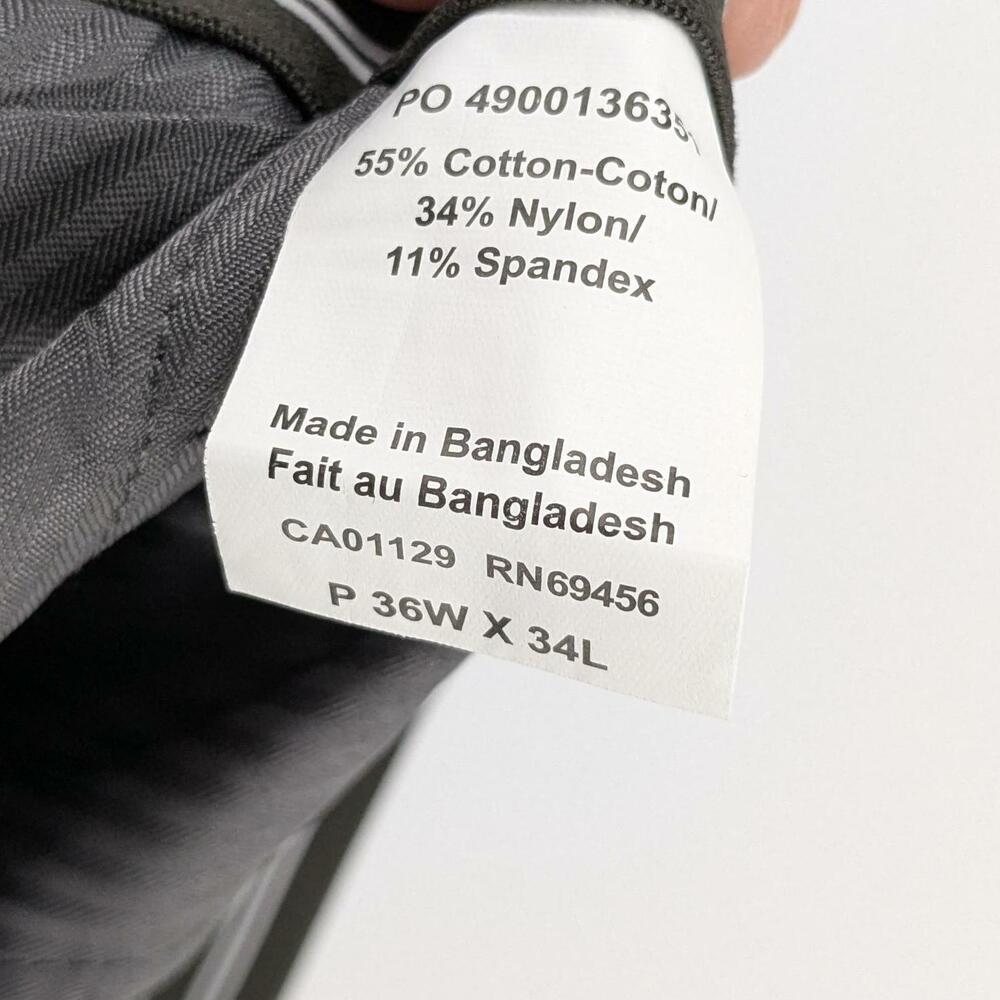 PO 490013635
55% Cotton-Coton/
34% Nylon/
11% Spandex
Made in Bangladesh
Fait au Bangladesh
CA01129 RN69456
P 36W X 34L